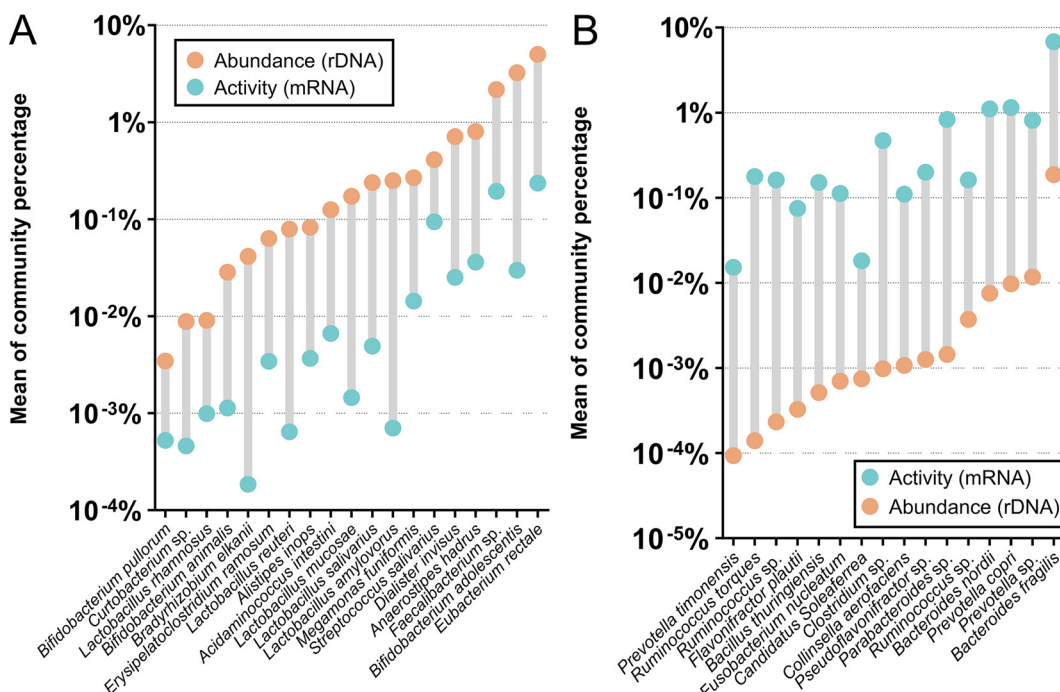 A
Mean of community percentage
10%
1%
10-1%
10-2%
10-3%
10-4%
Abundance (rDNA)
Activity (mRNA)
Bifidobacterium pullorum
Curtobacterium sp.
Lactobacillus rhamnosus
Bifidobacterium animalis
Bradyrhizobium elkanii
Erysipelatoclostridium ramosum
Lactobacillus reuteri
Alistipes inops
Acidaminococcus intestini
Lactobacillus mucosae
Lactobacillus salivarius
Lactobacillus amylovorus
Megamonas funiformis
Streptococcus salivarius
Dialister invisus
Anaerostipes hadrus
Faecalibacterium sp.
Bifidobacterium adolescentis
Eubacterium rectale
B
Mean of community percentage
10%
1%
10-1%
10-2%
10-3%
10-4%
10-5%
Activity (mRNA)
Abundance (rDNA)
Prevotella timonensis
Ruminococcus torques
Ruminococcus sp.
Flavonifractor plautii
Bacillus thuringiensis
Fusobacterium nucleatum
Candidatus Soleaferrea
Clostridium sp.
Collinsella aerofaciens
Pseudoflavonifractor sp.
Parabacteroides sp.
Ruminococcus sp.
Bacteroides nordii
Prevotella copri
Prevotella sp.
Bacteroides fragilis